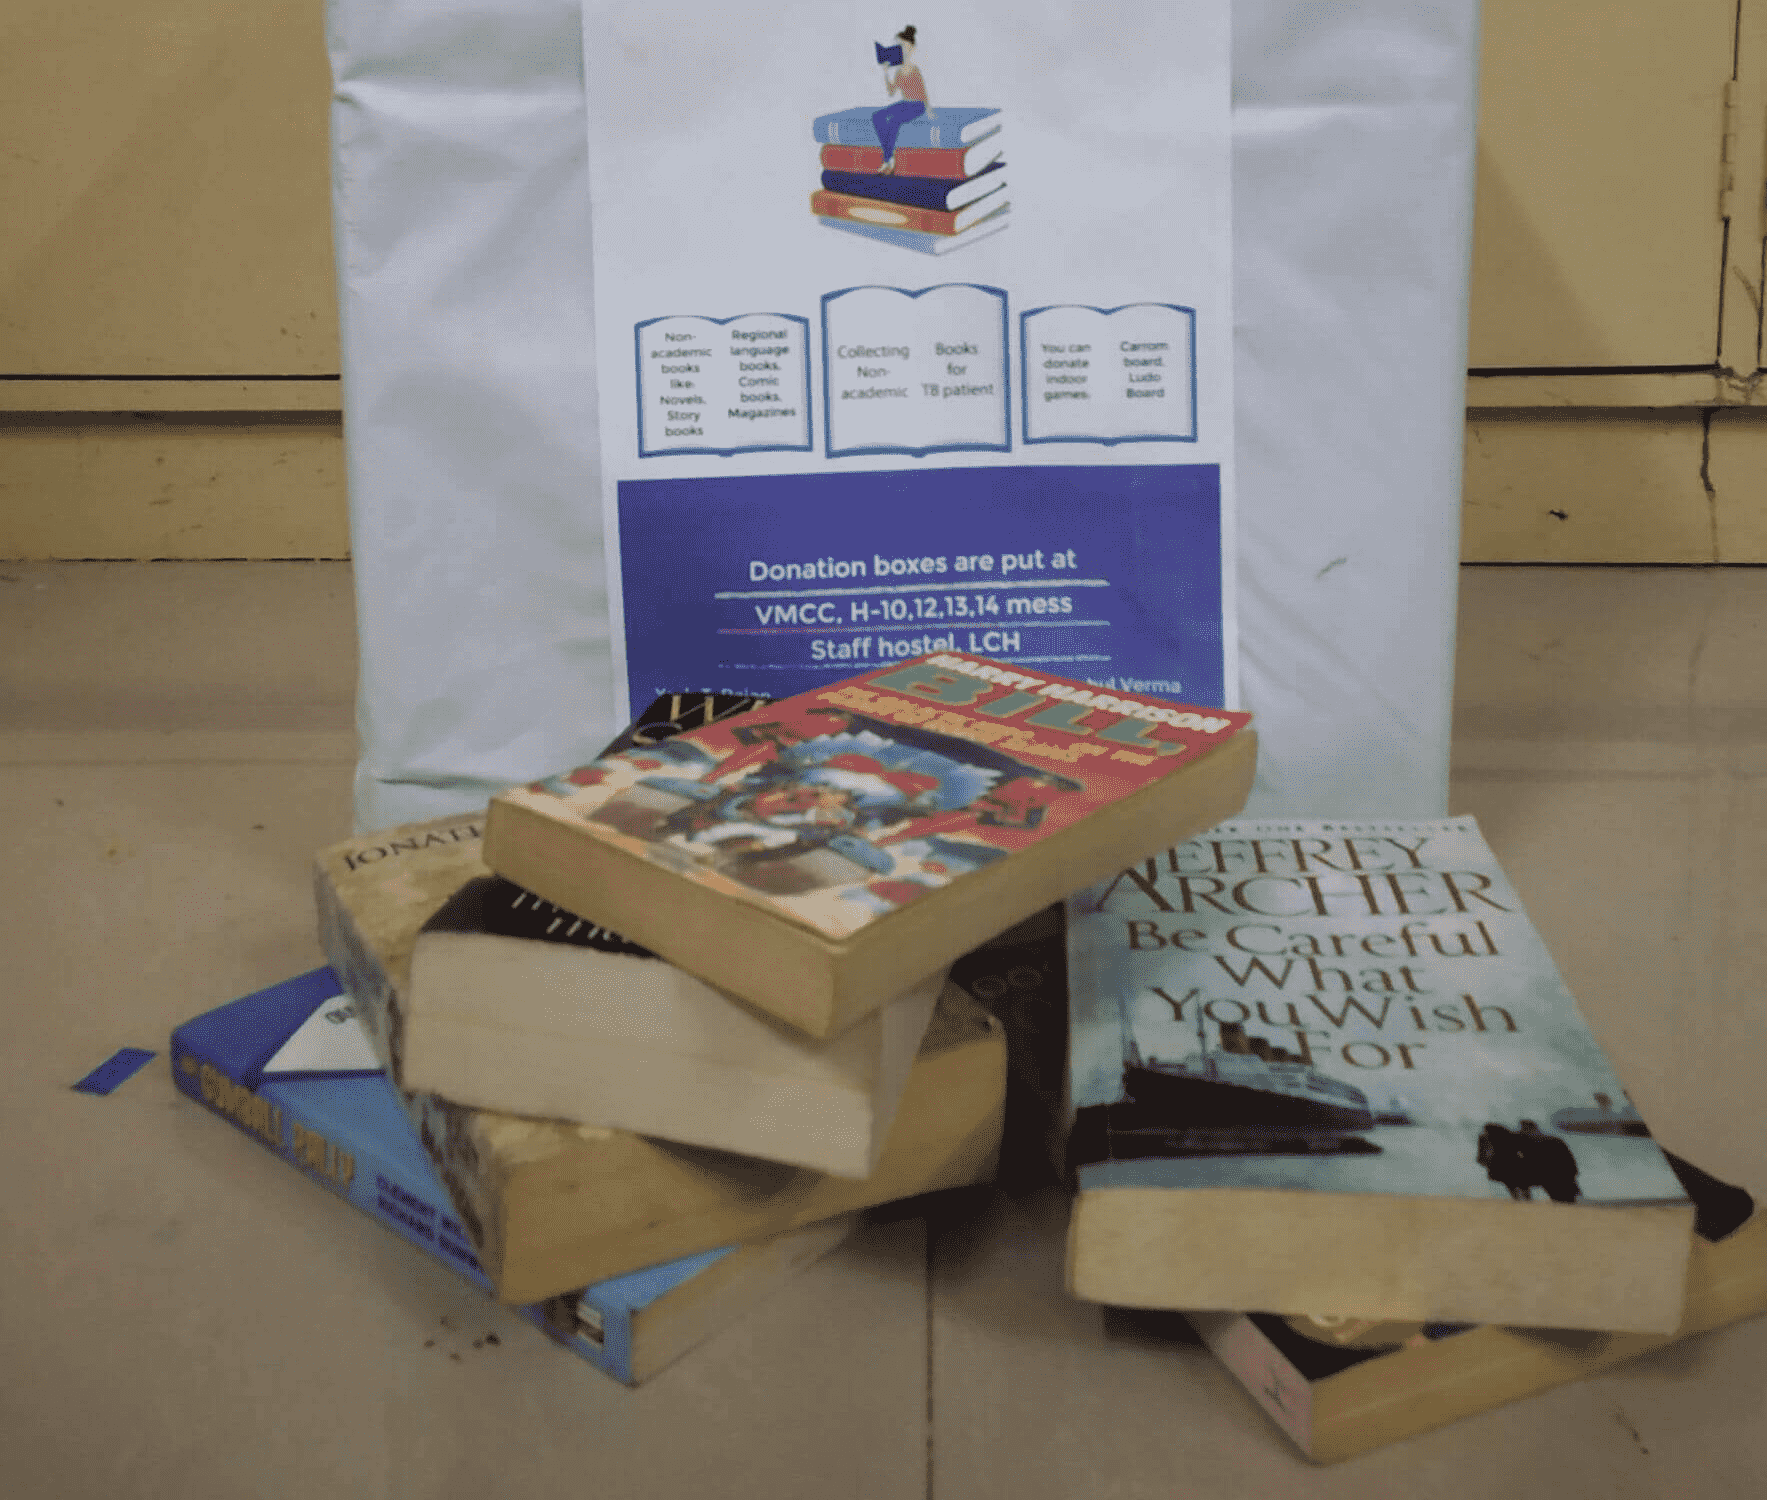 Non-
academic
books
like:
Novels,
Story
books
Regional
language
books,
Comic
books,
Magazines
Collecting
Non-
academic
Books
for
TB patient
You can
donate
indoor
games.
Carrom
board,
Ludo
Board
Donation boxes are put at
VMCC, H-10,12,13,14 mess
Staff hostel, LCH
Verma
HARRY HARRISON
BILL,
JEFFREY
ARCHER
Be Careful
What
You Wish
For